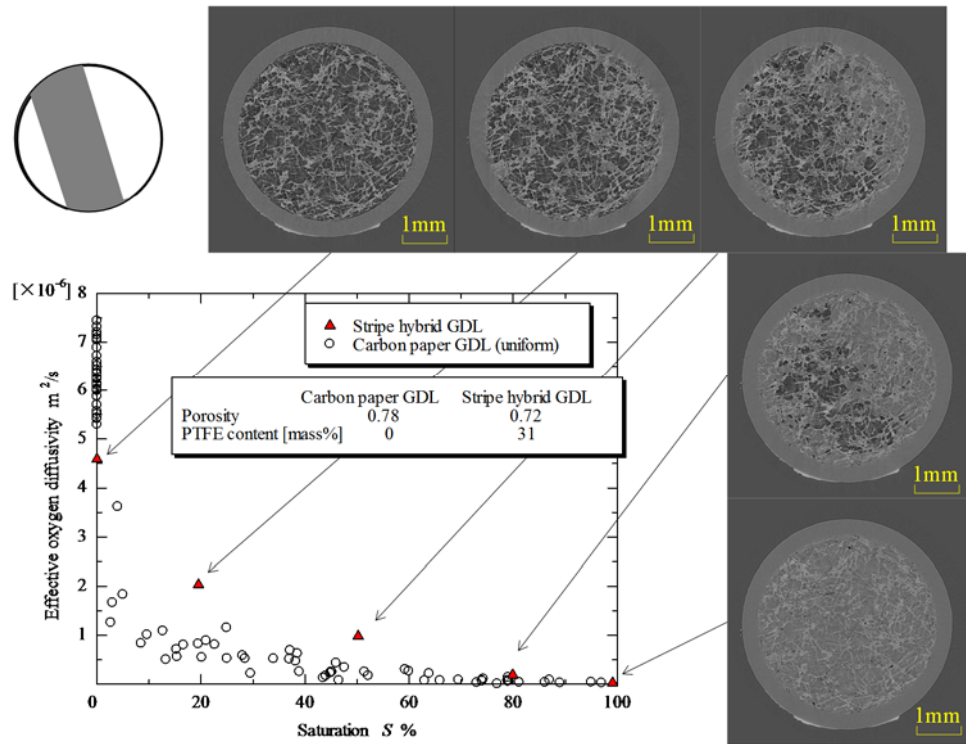 1mm
1mm
1mm
[×10⁻⁶]
8
7
6
5
4
3
2
1
Effective oxygen diffusivity m²/s
Stripe hybrid GDL
Carbon paper GDL (uniform)
Carbon paper GDL Stripe hybrid GDL
Porosity 0.78 0.72
PTFE content [mass%] 0 31
1mm
1mm
0 20 40 60 80 100
Saturation S %